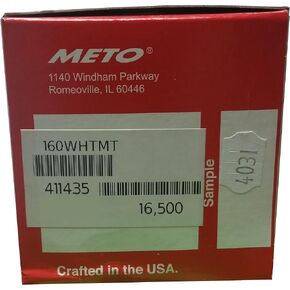 METO®
1140 Windham Parkway
Romeoville, IL 60446
160WHTMT
411435
16,500
Sample
4031
Crafted in the USA.